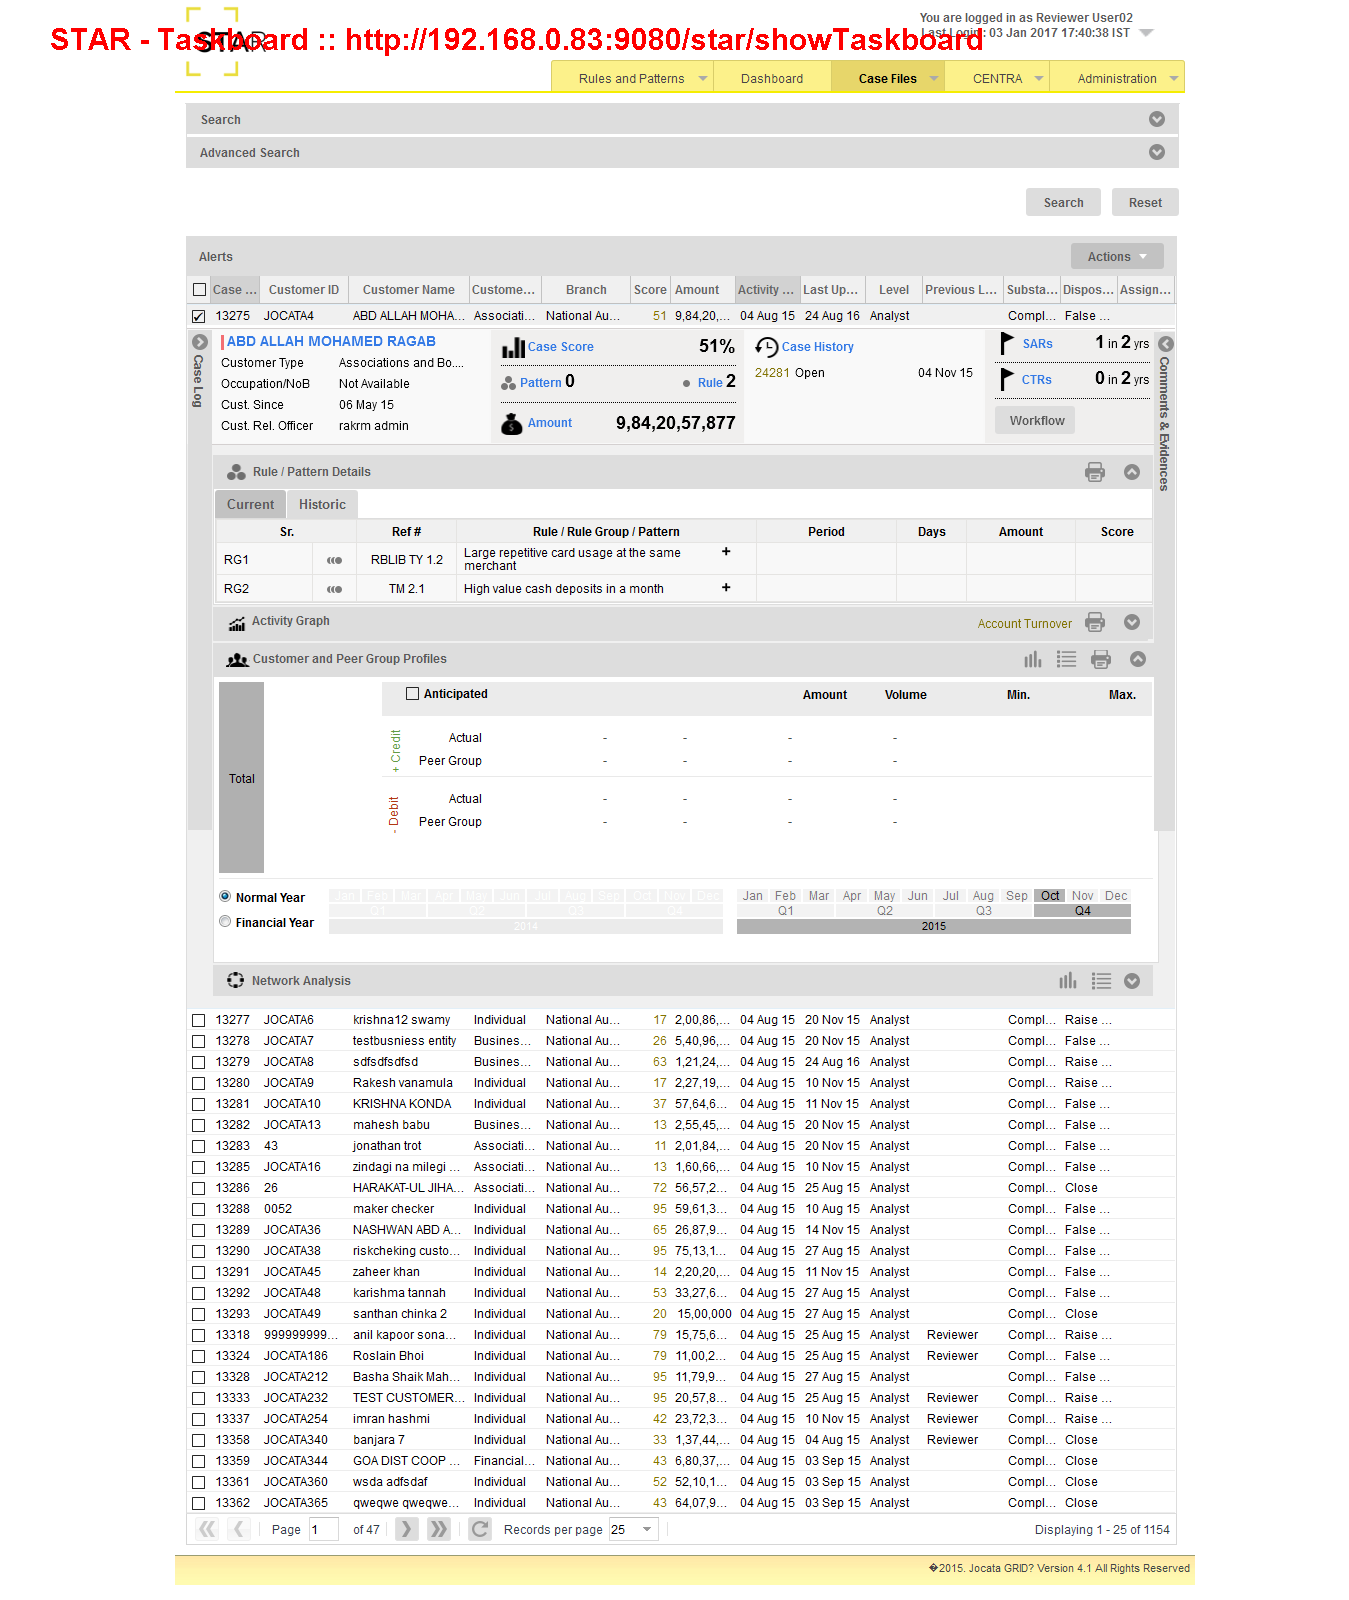 You are logged in as Reviewer User02
STAR
STAR - Taskboard :: http://192.168.0.83:9080/star/showTaskboard
Last Login : 03 Jan 2017 17:40:38 IST
Rules and Patterns Dashboard Case Files CENTRA Administration
Search
Advanced Search
Search Reset
Alerts Actions
Case ... Customer ID Customer Name Custome... Branch Score Amount Activity ... Last Up... Level Previous L... Substa... Dispos... Assign...
13275 JOCATA4 ABD ALLAH MOHA... Associati... National Au... 51 9,84,20,... 04 Aug 15 24 Aug 16 Analyst Compl... False ...
Case Log
ABD ALLAH MOHAMED RAGAB
Customer Type Associations and Bo....
Occupation/NoB Not Available
Cust. Since 06 May 15
Cust. Rel. Officer rakrm admin
Case Score 51%
Pattern 0 Rule 2
Amount 9,84,20,57,877
Case History
24281 Open 04 Nov 15
SARs 1 in 2 yrs
CTRs 0 in 2 yrs
Workflow
Comments & Evidences
Rule / Pattern Details
Current Historic
Sr. Ref # Rule / Rule Group / Pattern Period Days Amount Score
RG1 RBLIB TY 1.2 Large repetitive card usage at the same merchant +
RG2 TM 2.1 High value cash deposits in a month +
Activity Graph Account Turnover
Customer and Peer Group Profiles
Total
Anticipated Amount Volume Min. Max.
+ Credit
Actual - - - -
Peer Group - - - -
- Debit
Actual - - - -
Peer Group - - - -
Normal Year
Financial Year
Jan Feb Mar Apr May Jun Jul Aug Sep Oct Nov Dec
Q1 Q2 Q3 Q4
2014
Jan Feb Mar Apr May Jun Jul Aug Sep Oct Nov Dec
Q1 Q2 Q3 Q4
2015
Network Analysis
13277 JOCATA6 krishna12 swamy Individual National Au... 17 2,00,86,... 04 Aug 15 20 Nov 15 Analyst Compl... Raise ...
13278 JOCATA7 testbusniess entity Busines... National Au... 26 5,40,96,... 04 Aug 15 20 Nov 15 Analyst Compl... False ...
13279 JOCATA8 sdfsdfsdfsd Busines... National Au... 63 1,21,24,... 04 Aug 15 24 Aug 16 Analyst Compl... Raise ...
13280 JOCATA9 Rakesh vanamula Individual National Au... 17 2,27,19,... 04 Aug 15 10 Nov 15 Analyst Compl... Raise ...
13281 JOCATA10 KRISHNA KONDA Individual National Au... 37 57,64,6... 04 Aug 15 11 Nov 15 Analyst Compl... False ...
13282 JOCATA13 mahesh babu Busines... National Au... 13 2,55,45,... 04 Aug 15 20 Nov 15 Analyst Compl... False ...
13283 43 jonathan trot Associati... National Au... 11 2,01,84,... 04 Aug 15 20 Nov 15 Analyst Compl... False ...
13285 JOCATA16 zindagi na milegi ... Associati... National Au... 13 1,60,66,... 04 Aug 15 10 Nov 15 Analyst Compl... False ...
13286 26 HARAKAT-UL JIHA... Associati... National Au... 72 56,57,2... 04 Aug 15 25 Aug 15 Analyst Compl... Close
13288 0052 maker checker Individual National Au... 95 59,61,3... 04 Aug 15 10 Aug 15 Analyst Compl... False ...
13289 JOCATA36 NASHWAN ABD A... Individual National Au... 65 26,87,9... 04 Aug 15 14 Nov 15 Analyst Compl... False ...
13290 JOCATA38 riskcheking custo... Individual National Au... 95 75,13,1... 04 Aug 15 27 Aug 15 Analyst Compl... False ...
13291 JOCATA45 zaheer khan Individual National Au... 14 2,20,20,... 04 Aug 15 11 Nov 15 Analyst Compl... False ...
13292 JOCATA48 karishma tannah Individual National Au... 53 33,27,6... 04 Aug 15 27 Aug 15 Analyst Compl... False ...
13293 JOCATA49 santhan chinka 2 Individual National Au... 20 15,00,000 04 Aug 15 27 Aug 15 Analyst Compl... Close
13318 999999999... anil kapoor sona... Individual National Au... 79 15,75,6... 04 Aug 15 25 Aug 15 Analyst Reviewer Compl... Raise ...
13324 JOCATA186 Roslain Bhoi Individual National Au... 79 11,00,2... 04 Aug 15 25 Aug 15 Analyst Reviewer Compl... False ...
13328 JOCATA212 Basha Shaik Mah... Individual National Au... 95 11,79,9... 04 Aug 15 27 Aug 15 Analyst Compl... False ...
13333 JOCATA232 TEST CUSTOMER... Individual National Au... 95 20,57,8... 04 Aug 15 25 Aug 15 Analyst Reviewer Compl... Raise ...
13337 JOCATA254 imran hashmi Individual National Au... 42 23,72,3... 04 Aug 15 10 Nov 15 Analyst Reviewer Compl... Raise ...
13358 JOCATA340 banjara 7 Individual National Au... 33 1,37,44,... 04 Aug 15 04 Aug 15 Analyst Reviewer Compl... Close
13359 JOCATA344 GOA DIST COOP ... Financial... National Au... 43 6,80,37,... 04 Aug 15 03 Sep 15 Analyst Compl... Close
13361 JOCATA360 wsda adfsdaf Individual National Au... 52 52,10,1... 04 Aug 15 03 Sep 15 Analyst Compl... Close
13362 JOCATA365 qweqwe qweqwe... Individual National Au... 43 64,07,9... 04 Aug 15 03 Sep 15 Analyst Compl... Close
Page 1 of 47 Records per page 25 Displaying 1 - 25 of 1154
�2015. Jocata GRID? Version 4.1 All Rights Reserved